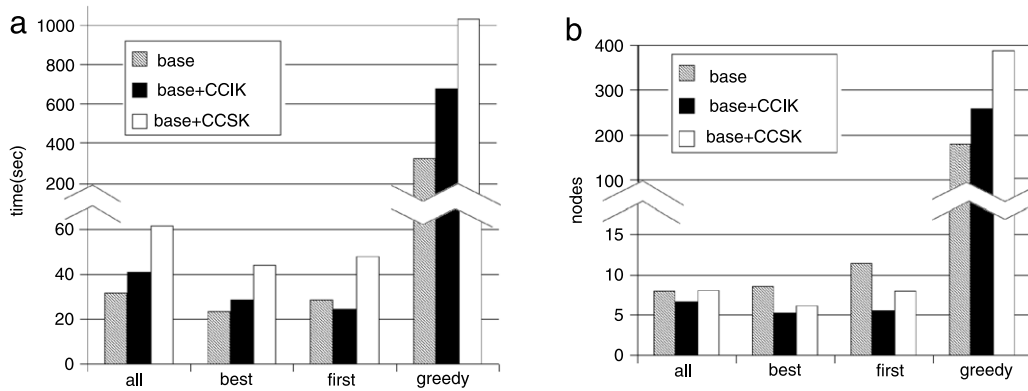 a
1000
800
600
400
200
60
40
20
0
time(sec)
base
base+CCIK
base+CCSK
all
best
first
greedy
b
400
300
200
100
15
10
5
0
nodes
base
base+CCIK
base+CCSK
all
best
first
greedy